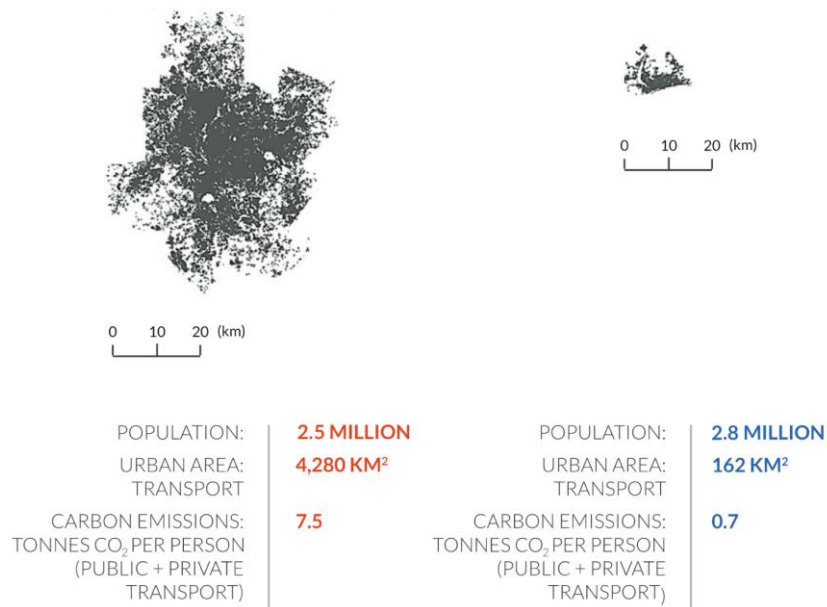 0 10 20 (km)
0 10 20 (km)
POPULATION: 2.5 MILLION
URBAN AREA: 4,280 KM²
TRANSPORT
CARBON EMISSIONS: 7.5
TONNES CO₂ PER PERSON
(PUBLIC + PRIVATE
TRANSPORT)
POPULATION: 2.8 MILLION
URBAN AREA: 162 KM²
TRANSPORT
CARBON EMISSIONS: 0.7
TONNES CO₂ PER PERSON
(PUBLIC + PRIVATE
TRANSPORT)